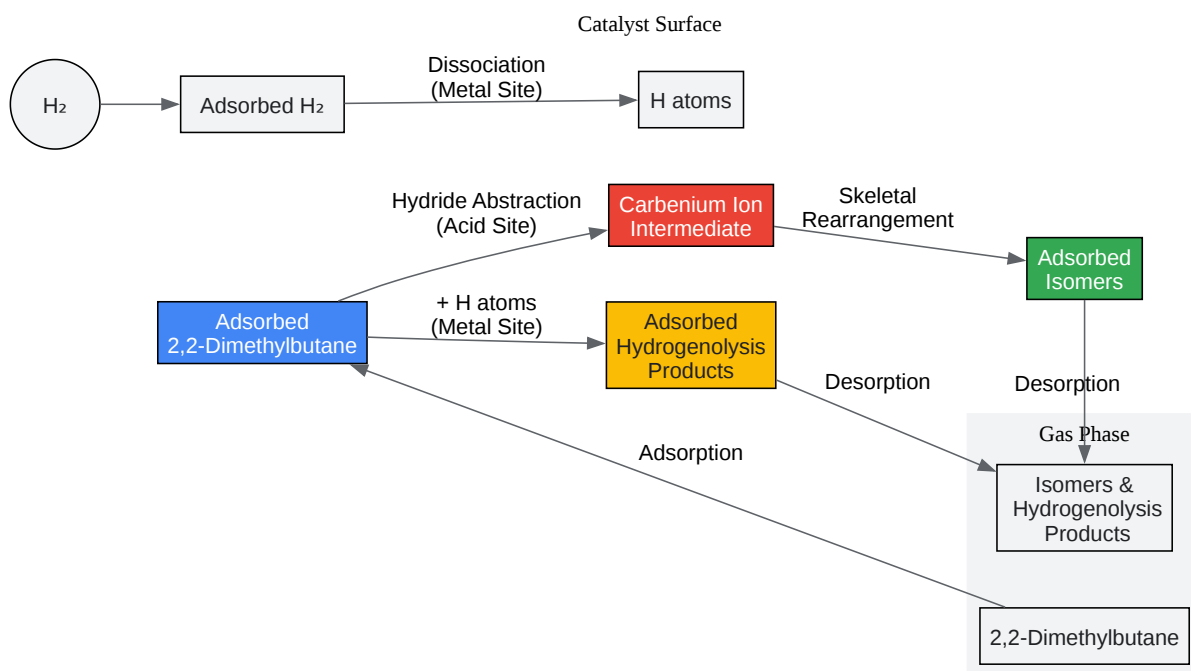 Catalyst Surface
Dissociation
(Metal Site)
H₂
Adsorbed H₂
H atoms
Hydride Abstraction
(Acid Site)
Carbenium Ion
Intermediate
Skeletal
Rearrangement
Adsorbed
Isomers
Adsorbed
2,2-Dimethylbutane
+ H atoms
(Metal Site)
Adsorbed
Hydrogenolysis
Products
Desorption
Desorption
Adsorption
Gas Phase
Isomers &
Hydrogenolysis
Products
2,2-Dimethylbutane